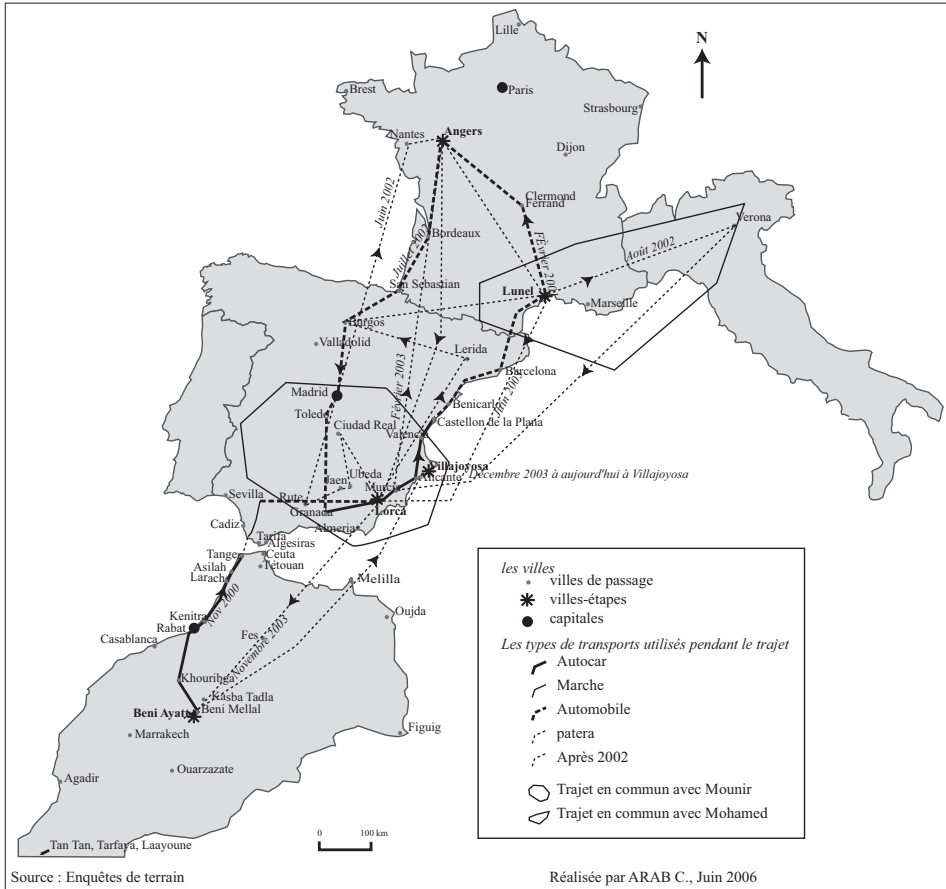 Lille
N
Brest
Paris
Strasbourg
Nantes
Angers
Dijon
Juin 2002
Clermond
Ferrand
Verona
Juillet 2002
Bordeaux
Août 2002
FÉvrier 200
San Sebastian
Lunel
Marseille
Burgos
Valladolid
Lerida
Barcelona
Madrid
Février 2003
Juin 2003
Benicarlo
Toledo
Castellon de la Plana
Ciudad Real
Valencia
Villajoyosa
Ubeda
Alicante
Décembre 2003 à aujourd'hui à Villajoyosa
Jaen
Murcia
Sevilla
Rute
Lorca
Granada
Cadiz
Almeria
Tarifa
Algesiras
Tanger
Ceuta
Asilah
Tétouan
Larache
Melilla
Nov 2000
Kenitra
Oujda
Rabat
Fes
Casablanca
Novembre 2003
Khouribga
Kasba Tadla
Beni Ayatt
Beni Mellal
Marrakech
Figuig
Ouarzazate
Agadir
Tan Tan, Tarfaya, Laayoune
0 100 km
les villes
villes de passage
villes-étapes
capitales
Les types de transports utilisés pendant le trajet
Autocar
Marche
Automobile
patera
Après 2002
Trajet en commun avec Mounir
Trajet en commun avec Mohamed
Source : Enquêtes de terrain
Réalisée par ARAB C., Juin 2006